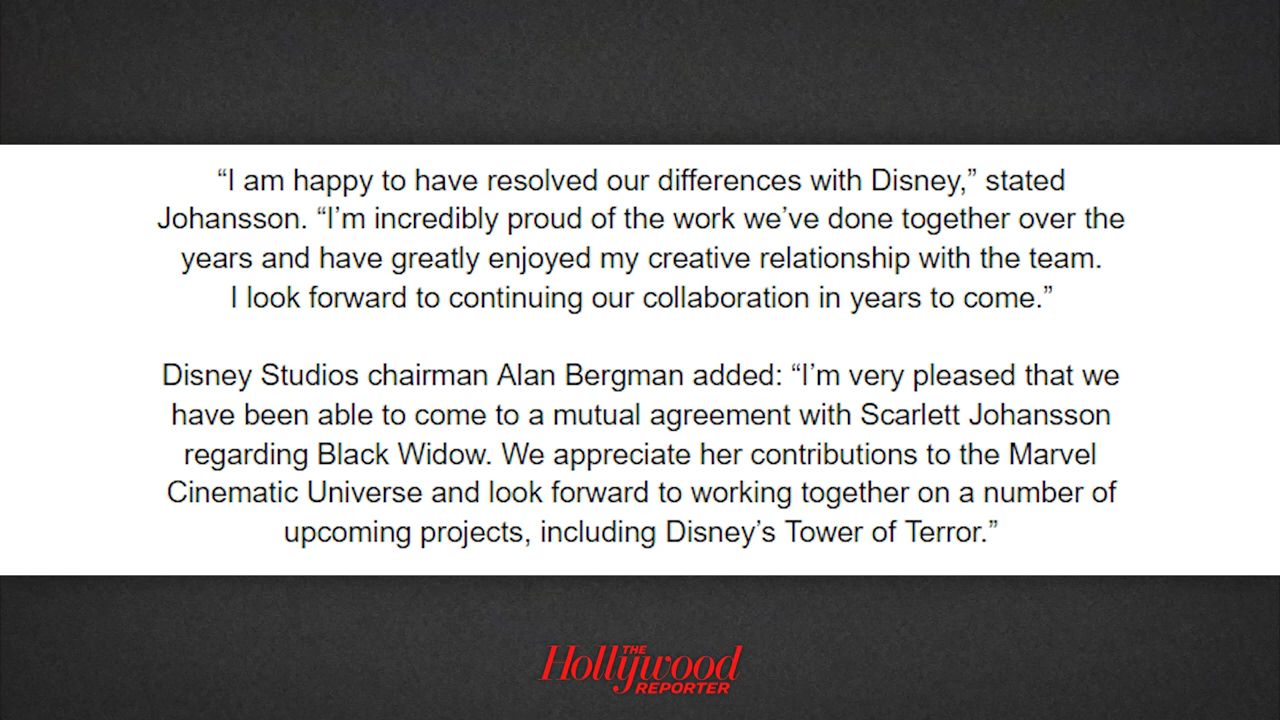 “I am happy to have resolved our differences with Disney,” stated
Johansson. “I’m incredibly proud of the work we’ve done together over the
years and have greatly enjoyed my creative relationship with the team.
I look forward to continuing our collaboration in years to come.”
Disney Studios chairman Alan Bergman added: “I’m very pleased that we
have been able to come to a mutual agreement with Scarlett Johansson
regarding Black Widow. We appreciate her contributions to the Marvel
Cinematic Universe and look forward to working together on a number of
upcoming projects, including Disney’s Tower of Terror.”
THE
Hollywood
REPORTER